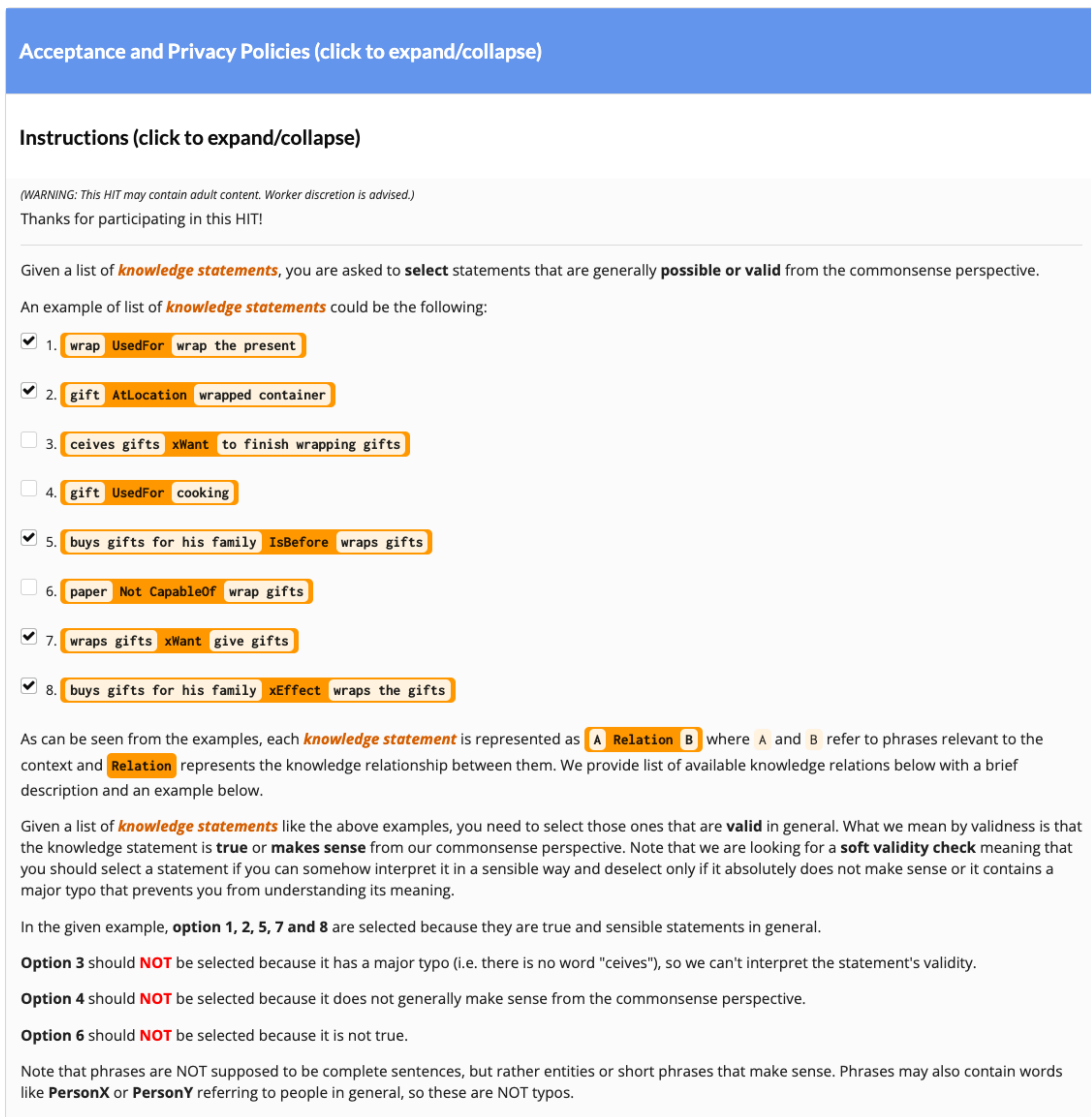 Acceptance and Privacy Policies (click to expand/collapse)
Instructions (click to expand/collapse)
(WARNING: This HIT may contain adult content. Worker discretion is advised.)
Thanks for participating in this HIT!
Given a list of knowledge statements, you are asked to select statements that are generally possible or valid from the commonsense perspective.
An example of list of knowledge statements could be the following:
1. wrap UsedFor wrap the present
2. gift AtLocation wrapped container
3. ceives gifts xWant to finish wrapping gifts
4. gift UsedFor cooking
5. buys gifts for his family IsBefore wraps gifts
6. paper Not CapableOf wrap gifts
7. wraps gifts xWant give gifts
8. buys gifts for his family xEffect wraps the gifts
As can be seen from the examples, each knowledge statement is represented as A Relation B where A and B refer to phrases relevant to the
context and Relation represents the knowledge relationship between them. We provide list of available knowledge relations below with a brief
description and an example below.
Given a list of knowledge statements like the above examples, you need to select those ones that are valid in general. What we mean by validness is that
the knowledge statement is true or makes sense from our commonsense perspective. Note that we are looking for a soft validity check meaning that
you should select a statement if you can somehow interpret it in a sensible way and deselect only if it absolutely does not make sense or it contains a
major typo that prevents you from understanding its meaning.
In the given example, option 1, 2, 5, 7 and 8 are selected because they are true and sensible statements in general.
Option 3 should NOT be selected because it has a major typo (i.e. there is no word "ceives"), so we can't interpret the statement's validity.
Option 4 should NOT be selected because it does not generally make sense from the commonsense perspective.
Option 6 should NOT be selected because it is not true.
Note that phrases are NOT supposed to be complete sentences, but rather entities or short phrases that make sense. Phrases may also contain words
like PersonX or PersonY referring to people in general, so these are NOT typos.